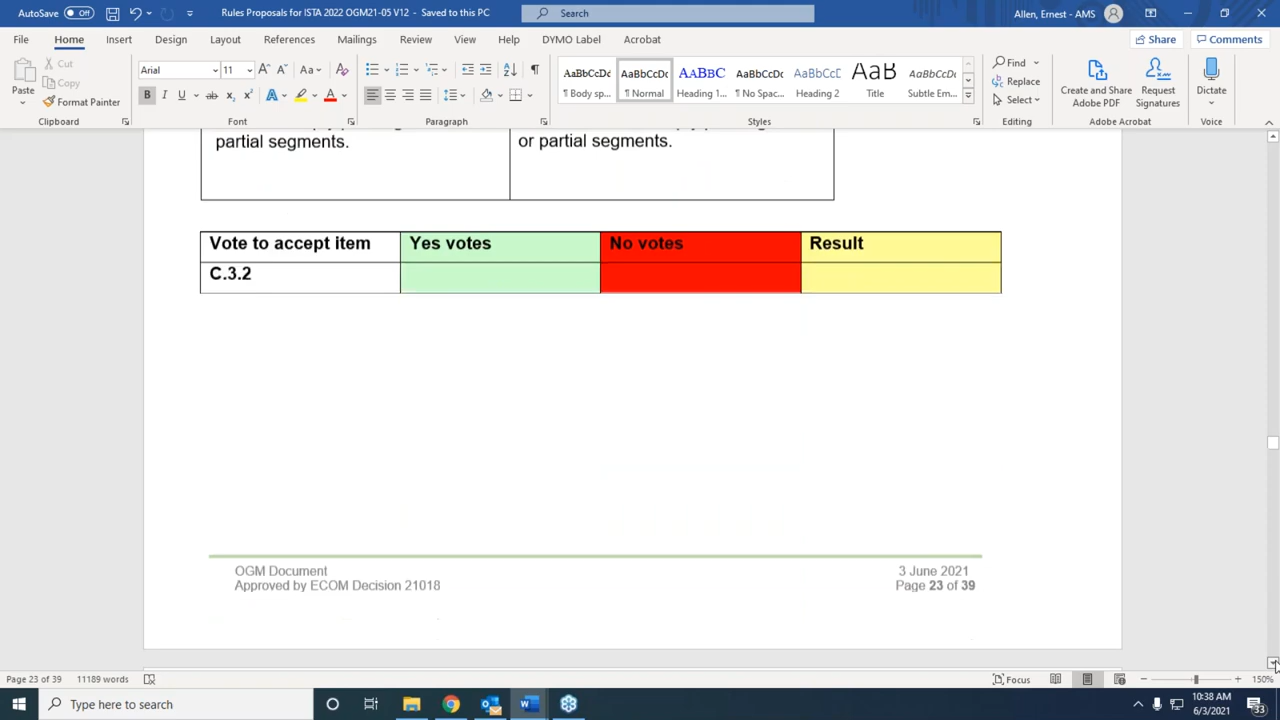 AutoSave Off Rules Proposals for ISTA 2022 OGM21-05 V12 - Saved to this PC Search Allen, Ernest - AMS
File Home Insert Design Layout References Mailings Review View Help DYMO Label Acrobat Share Comments
Paste Cut Copy Format Painter
Arial 11 Aa
B I U ab x₂ x² A A
AaBbCcDc AaBbCcDc AABBC AaBbCcDc AaBbCcD AaB AaBbCcD
¶ Body sp... ¶ Normal Heading 1... ¶ No Spac... Heading 2 Title Subtle Em...
Find Replace Select
Create and Share Adobe PDF Request Signatures Dictate
Clipboard Font Paragraph Styles Editing Adobe Acrobat Voice
partial segments. or partial segments.
Vote to accept item Yes votes No votes Result
C.3.2
OGM Document 3 June 2021
Approved by ECOM Decision 21018 Page 23 of 39
Page 23 of 39 11189 words Focus 150%
Type here to search 10:38 AM
6/3/2021 33